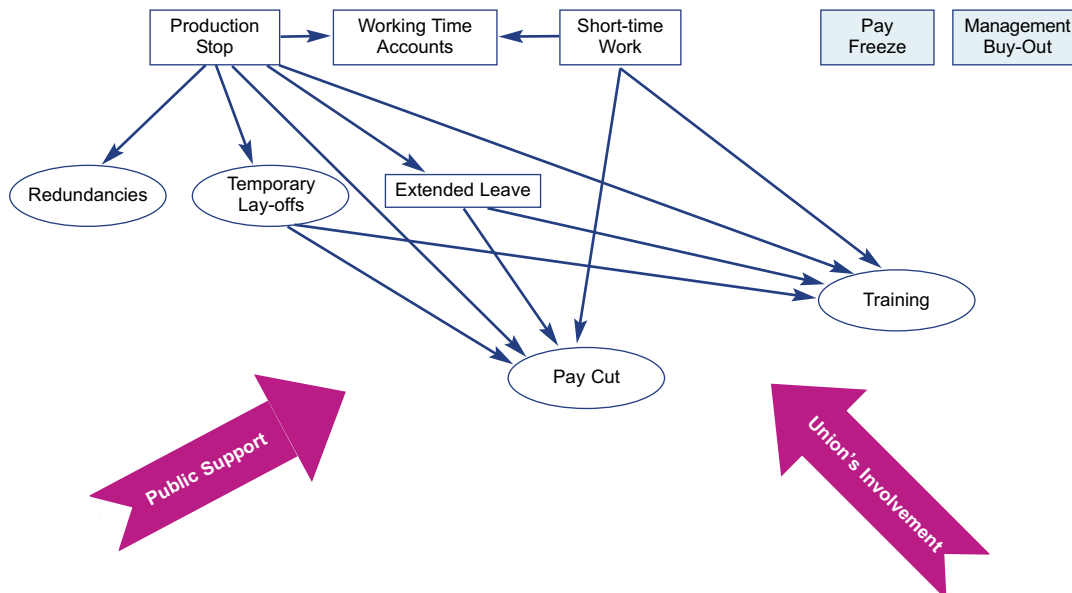 Production
Stop
Working Time
Accounts
Short-time
Work
Pay
Freeze
Management
Buy-Out
Redundancies
Temporary
Lay-offs
Extended Leave
Training
Pay Cut
Public Support
Union's Involvement